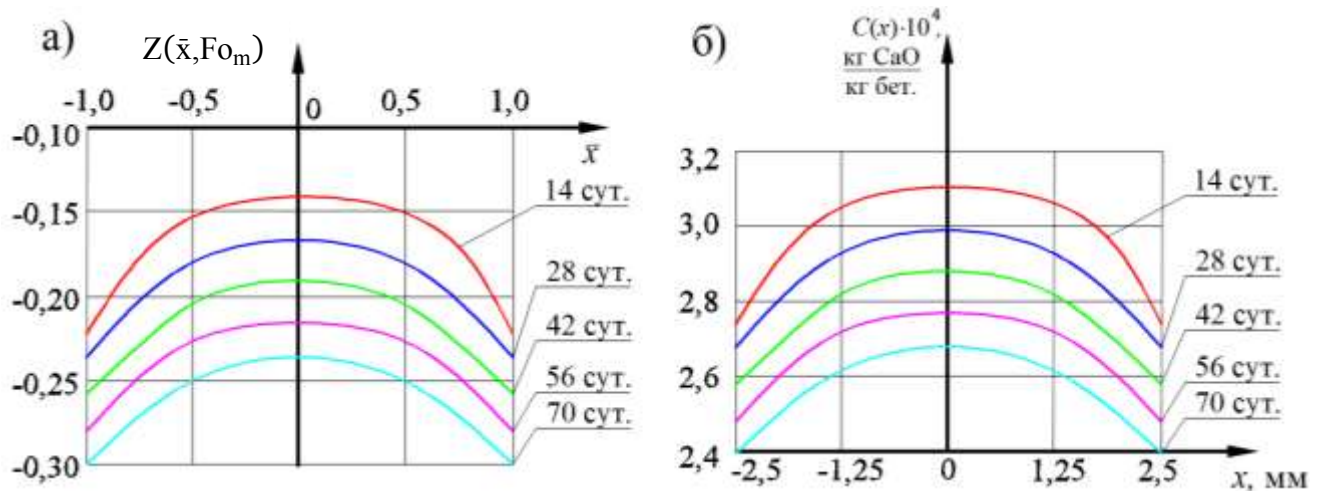 а)
Z(x̄,Fo_m)
-1,0 -0,5 0 0,5 1,0
x̄
-0,10
-0,15
-0,20
-0,25
-0,30
14 сут.
28 сут.
42 сут.
56 сут.
70 сут.
б)
C(x)·10⁴,
кг CaO
кг бет.
3,2
3,0
2,8
2,6
2,4
14 сут.
28 сут.
42 сут.
56 сут.
70 сут.
-2,5 -1,25 0 1,25 2,5
x, мм